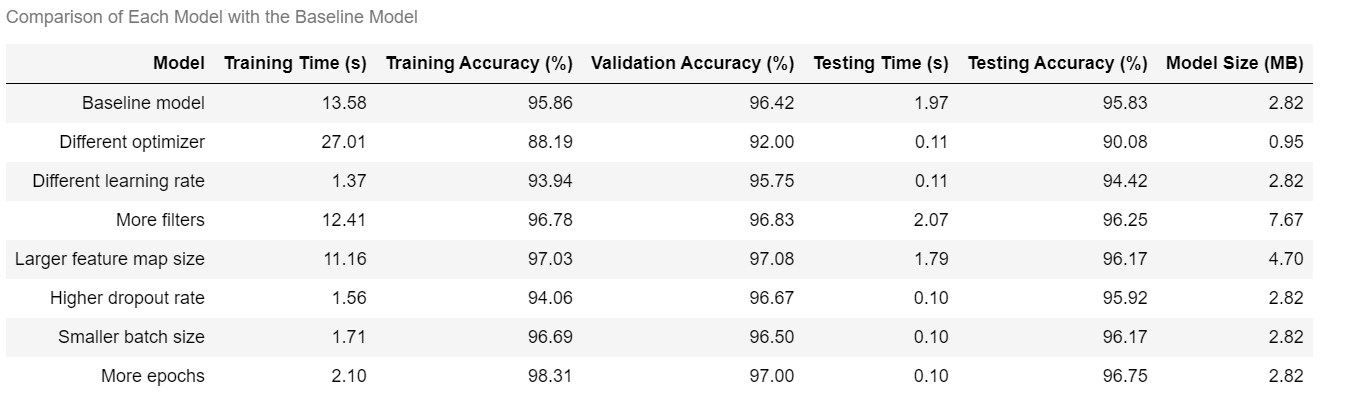 Comparison of Each Model with the Baseline Model
Model Training Time (s) Training Accuracy (%) Validation Accuracy (%) Testing Time (s) Testing Accuracy (%) Model Size (MB)
Baseline model 13.58 95.86 96.42 1.97 95.83 2.82
Different optimizer 27.01 88.19 92.00 0.11 90.08 0.95
Different learning rate 1.37 93.94 95.75 0.11 94.42 2.82
More filters 12.41 96.78 96.83 2.07 96.25 7.67
Larger feature map size 11.16 97.03 97.08 1.79 96.17 4.70
Higher dropout rate 1.56 94.06 96.67 0.10 95.92 2.82
Smaller batch size 1.71 96.69 96.50 0.10 96.17 2.82
More epochs 2.10 98.31 97.00 0.10 96.75 2.82